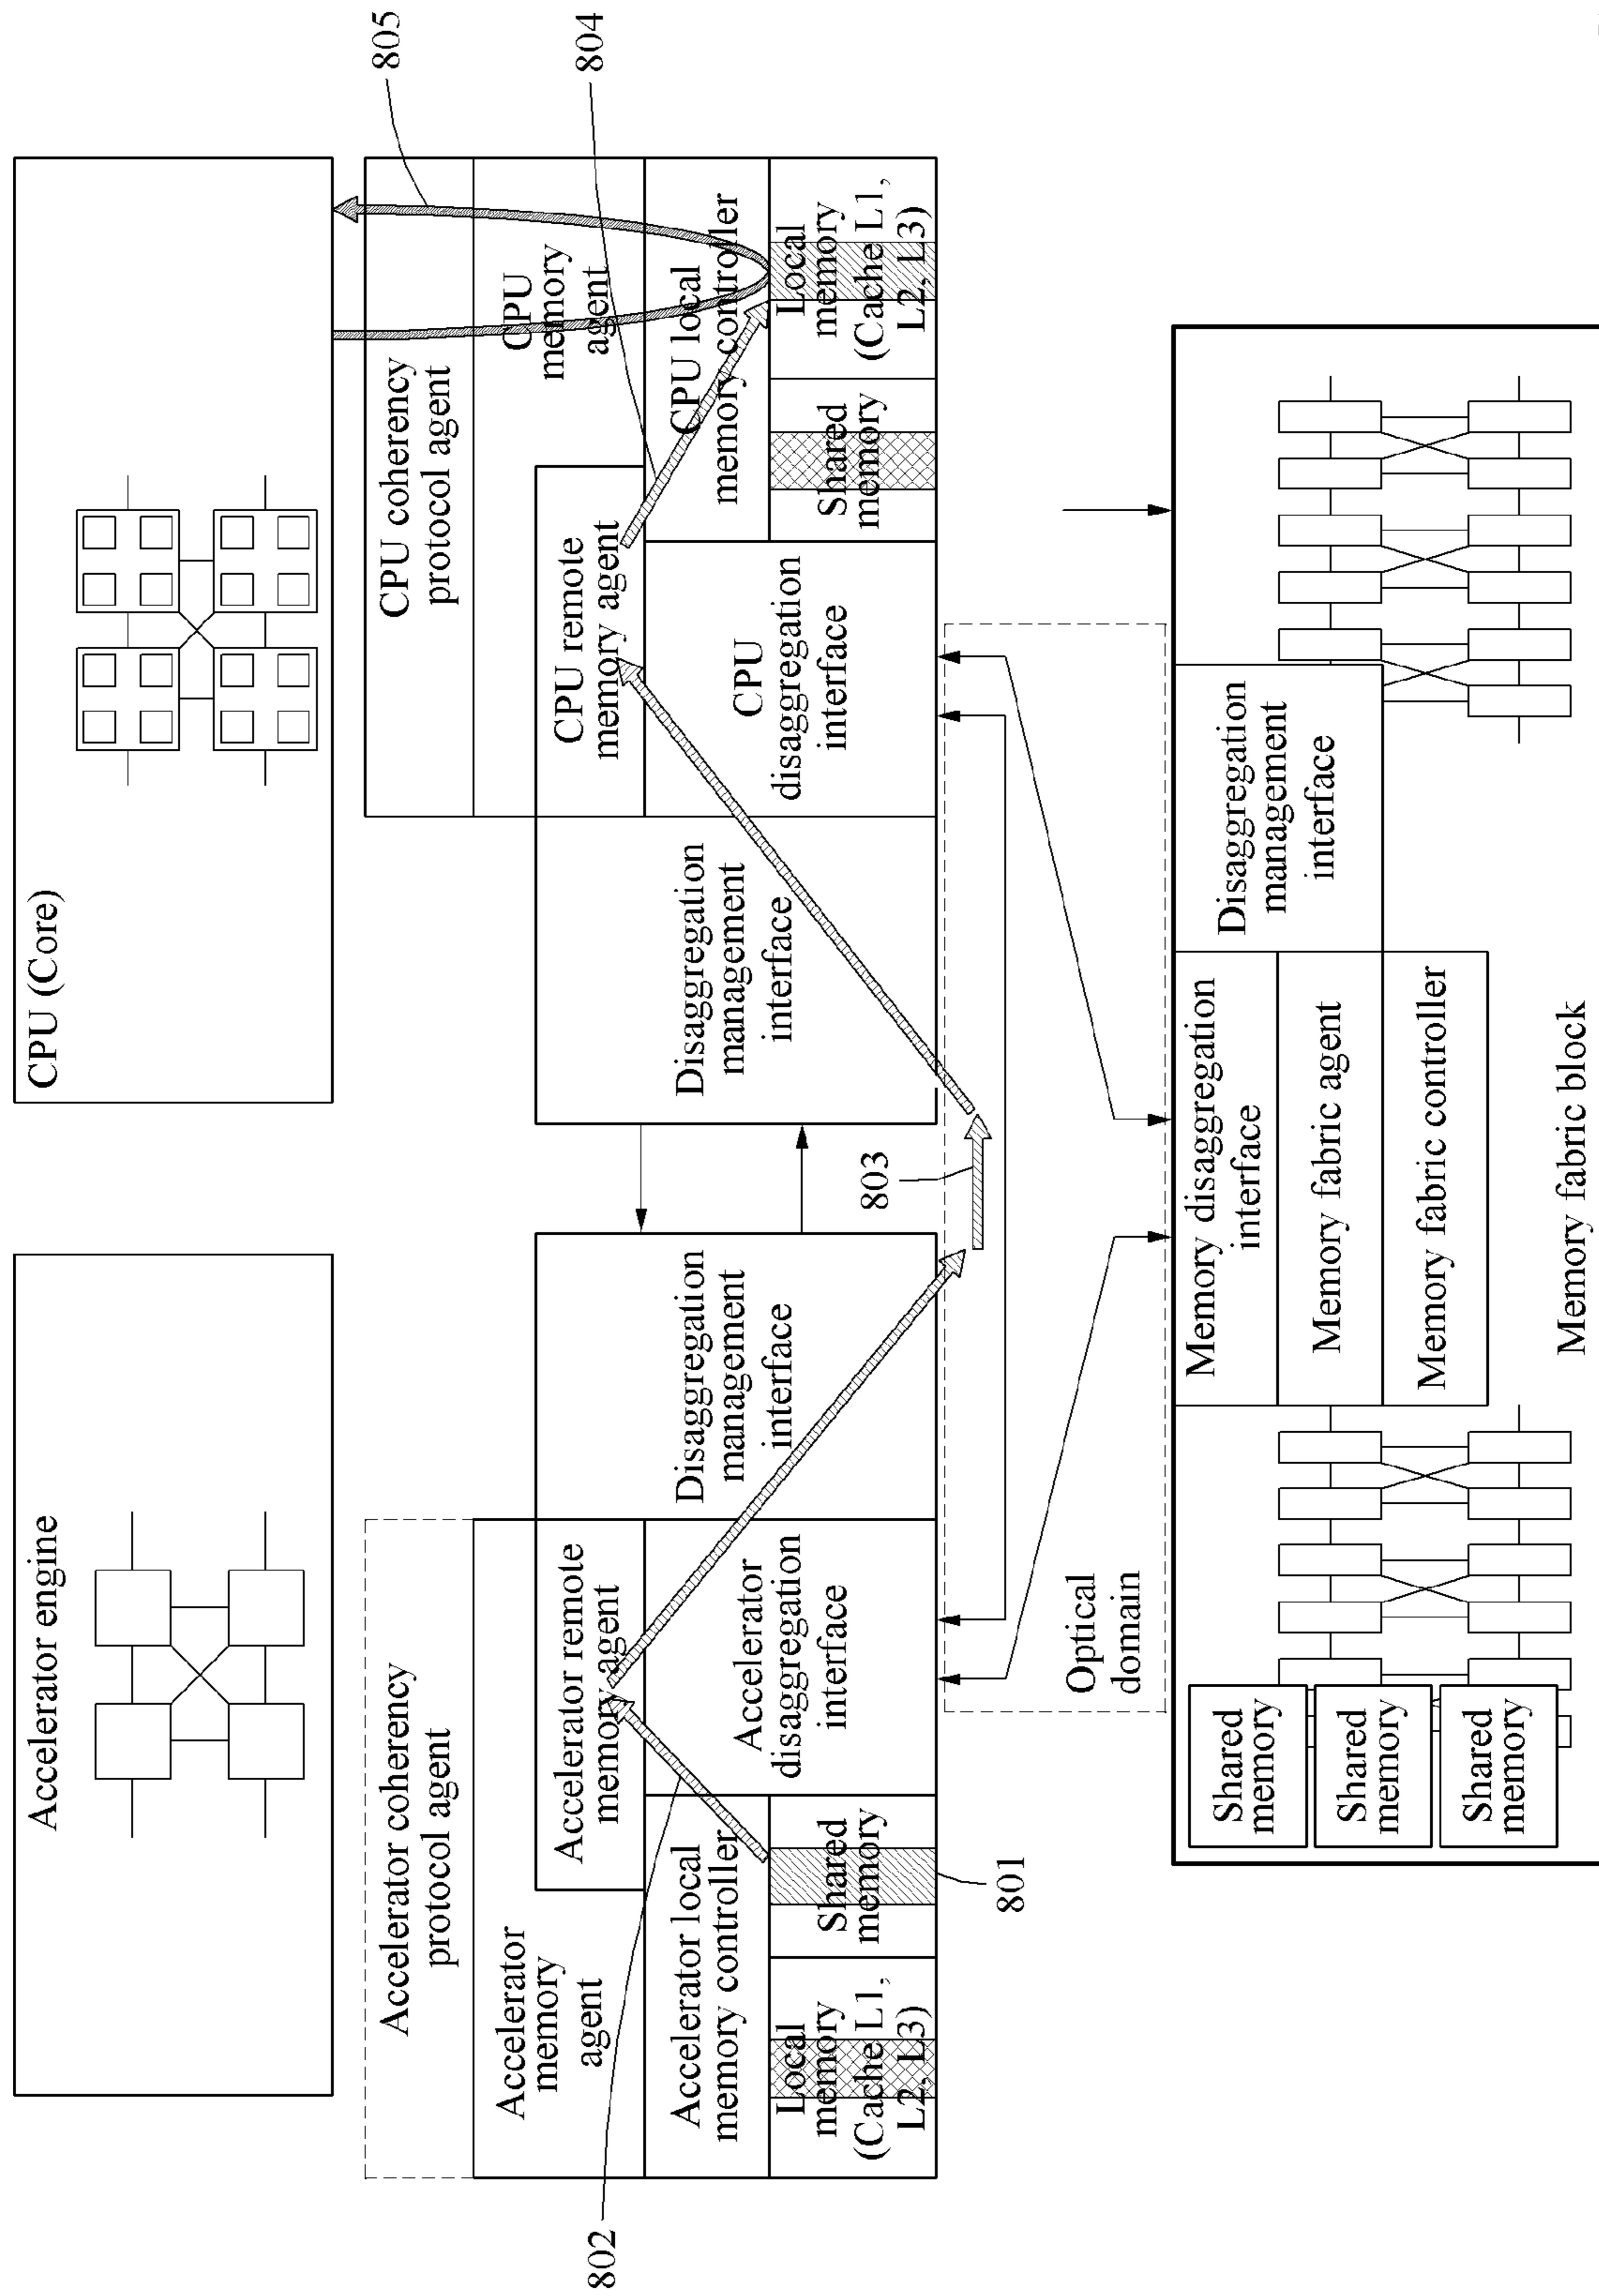 Accelerator engine
CPU (Core)
805
804
Accelerator coherency
protocol agent
CPU coherency
protocol agent
Accelerator
memory
agent
Accelerator remote
memory agent
CPU remote
memory agent
CPU
memory
agent
802
Accelerator local
memory controller
Disaggregation
management
interface
Disaggregation
management
interface
CPU local
memory controller
Local
memory
(Cache L1,
L2, L3)
Shared
memory
Accelerator
disaggregation
interface
CPU
disaggregation
interface
Shared
memory
Local
memory
(Cache L1,
L2, L3)
801
803
Optical
domain
Shared
memory
Shared
memory
Shared
memory
Memory disaggregation
interface
Memory fabric agent
Memory fabric controller
Disaggregation
management
interface
Memory fabric block